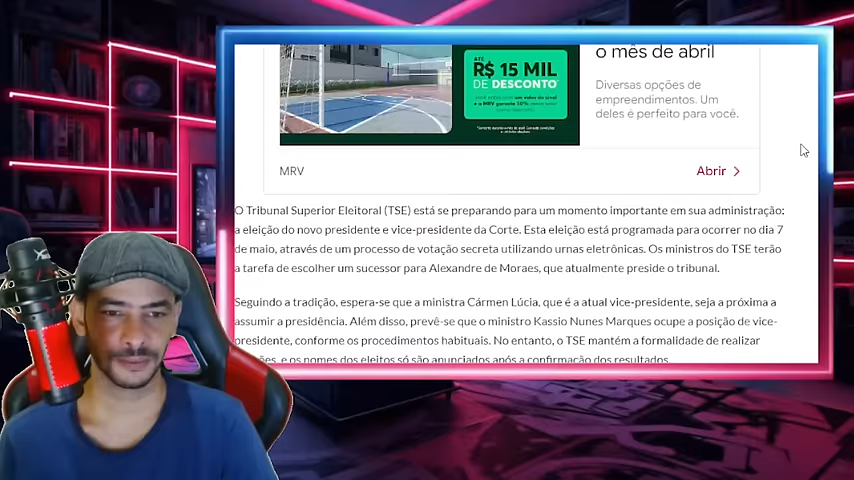 o mês de abril
ATÉ
R$ 15 MIL
DE DESCONTO
Diversas opções de
empreendimentos. Um
deles é perfeito para você.
MRV
Abrir
O Tribunal Superior Eleitoral (TSE) está se preparando para um momento importante em sua administração:
a eleição do novo presidente e vice-presidente da Corte. Esta eleição está programada para ocorrer no dia 7
de maio, através de um processo de votação secreta utilizando urnas eletrônicas. Os ministros do TSE terão
a tarefa de escolher um sucessor para Alexandre de Moraes, que atualmente preside o tribunal.
Seguindo a tradição, espera-se que a ministra Cármen Lúcia, que é a atual vice-presidente, seja a próxima a
assumir a presidência. Além disso, prevê-se que o ministro Kassio Nunes Marques ocupe a posição de vice-
presidente, conforme os procedimentos habituais. No entanto, o TSE mantém a formalidade de realizar
e os nomes dos eleitos só são anunciados após a confirmação dos resultados.